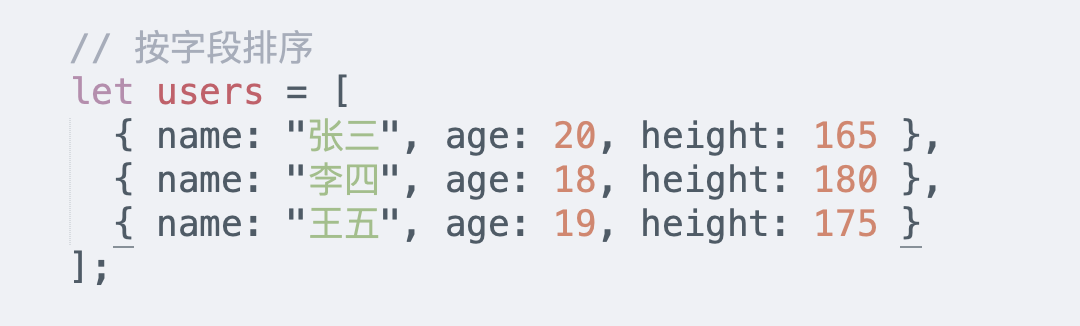 // 按字段排序
let users = [
  { name: "张三", age: 20, height: 165 },
  { name: "李四", age: 18, height: 180 },
  { name: "王五", age: 19, height: 175 }
];